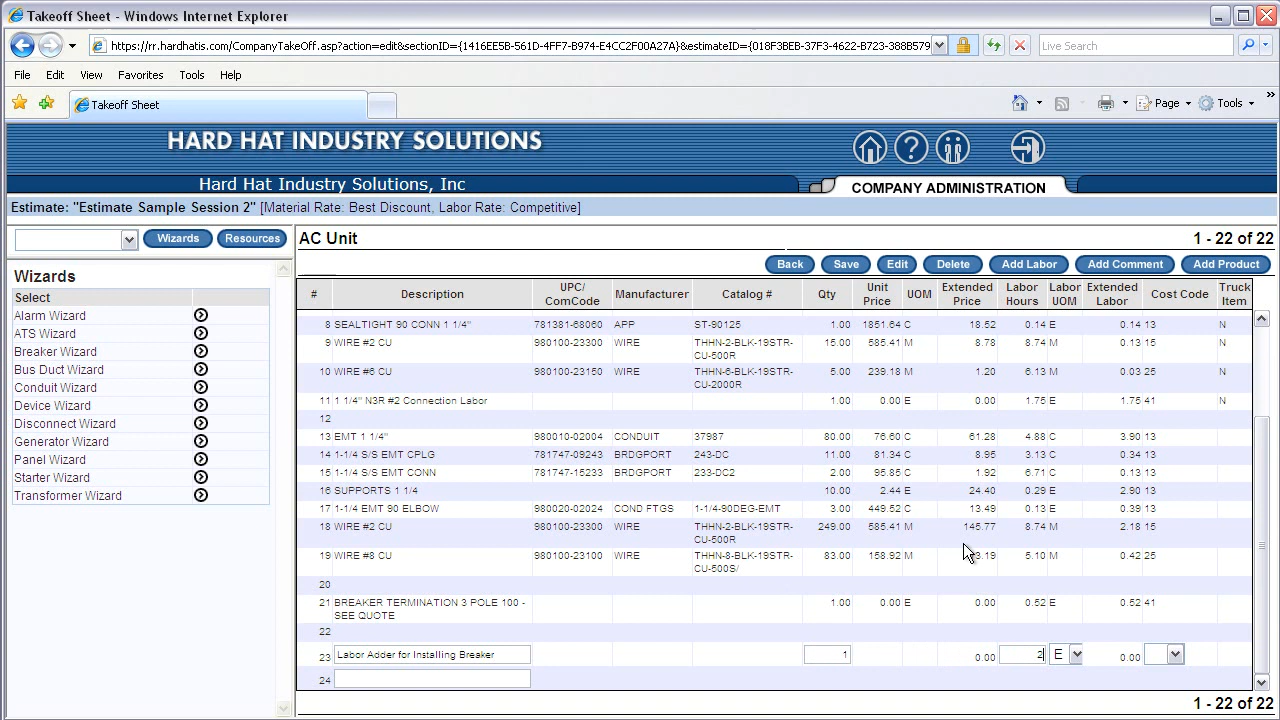 Takeoff Sheet - Windows Internet Explorer
https://rr.hardhatis.com/CompanyTakeOff.asp?action=edit&sectionID={1416EE5B-561D-4FF7-B974-E4CC2F00A27A}&estimateID={018F3BEB-37F3-4622-B723-388B579
Live Search
File Edit View Favorites Tools Help
Takeoff Sheet
Page Tools »
HARD HAT INDUSTRY SOLUTIONS
Hard Hat Industry Solutions, Inc
COMPANY ADMINISTRATION
Estimate: "Estimate Sample Session 2" [Material Rate: Best Discount, Labor Rate: Competitive]
Wizards Resources
AC Unit 1 - 22 of 22
Back Save Edit Delete Add Labor Add Comment Add Product
Wizards
Select
Alarm Wizard
ATS Wizard
Breaker Wizard
Bus Duct Wizard
Conduit Wizard
Device Wizard
Disconnect Wizard
Generator Wizard
Panel Wizard
Starter Wizard
Transformer Wizard
# Description UPC/ ComCode Manufacturer Catalog # Qty Unit Price UOM Extended Price Labor Hours Labor UOM Extended Labor Cost Code Truck Item
8 SEALTIGHT 90 CONN 1 1/4" 781381-68060 APP ST-90125 1.00 1851.64 C 18.52 0.14 E 0.14 13 N
9 WIRE #2 CU 980100-23300 WIRE THHN-2-BLK-19STR- 15.00 585.41 M 8.78 8.74 M 0.13 15 N
CU-500R
10 WIRE #6 CU 980100-23150 WIRE THHN-6-BLK-19STR- 5.00 239.18 M 1.20 6.13 M 0.03 25 N
CU-2000R
11 1 1/4" N3R #2 Connection Labor 1.00 0.00 E 0.00 1.75 E 1.75 41 N
12
13 EMT 1 1/4" 980010-02004 CONDUIT 37987 80.00 76.60 C 61.28 4.88 C 3.90 13
14 1-1/4 S/S EMT CPLG 781747-09243 BRDGPORT 243-DC 11.00 81.34 C 8.95 3.13 C 0.34 13
15 1-1/4 S/S EMT CONN 781747-15233 BRDGPORT 233-DC2 2.00 95.85 C 1.92 6.71 C 0.13 13
16 SUPPORTS 1 1/4 10.00 2.44 E 24.40 0.29 E 2.90 13
17 1-1/4 EMT 90 ELBOW 980020-02024 COND FTGS 1-1/4-90DEG-EMT 3.00 449.52 C 13.49 0.13 E 0.39 13
18 WIRE #2 CU 980100-23300 WIRE THHN-2-BLK-19STR- 249.00 585.41 M 145.77 8.74 M 2.18 15
CU-500R
19 WIRE #8 CU 980100-23100 WIRE THHN-8-BLK-19STR- 83.00 158.92 M 5.10 M 0.42 25
CU-500S/
20
21 BREAKER TERMINATION 3 POLE 100 - 1.00 0.00 E 0.00 0.52 E 0.52 41
SEE QUOTE
22
23 Labor Adder for Installing Breaker 1 0.00 2 E 0.00
24
1 - 22 of 22